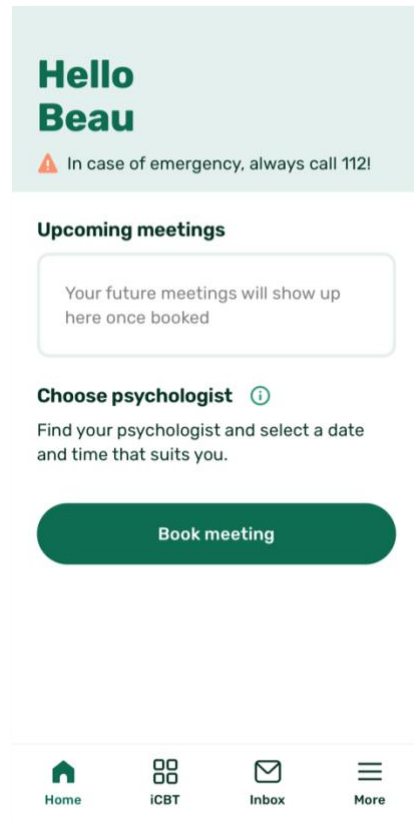 Hello
Beau
In case of emergency, always call 112!
Upcoming meetings
Your future meetings will show up
here once booked
Choose psychologist
Find your psychologist and select a date
and time that suits you.
Book meeting
Home iCBT Inbox More